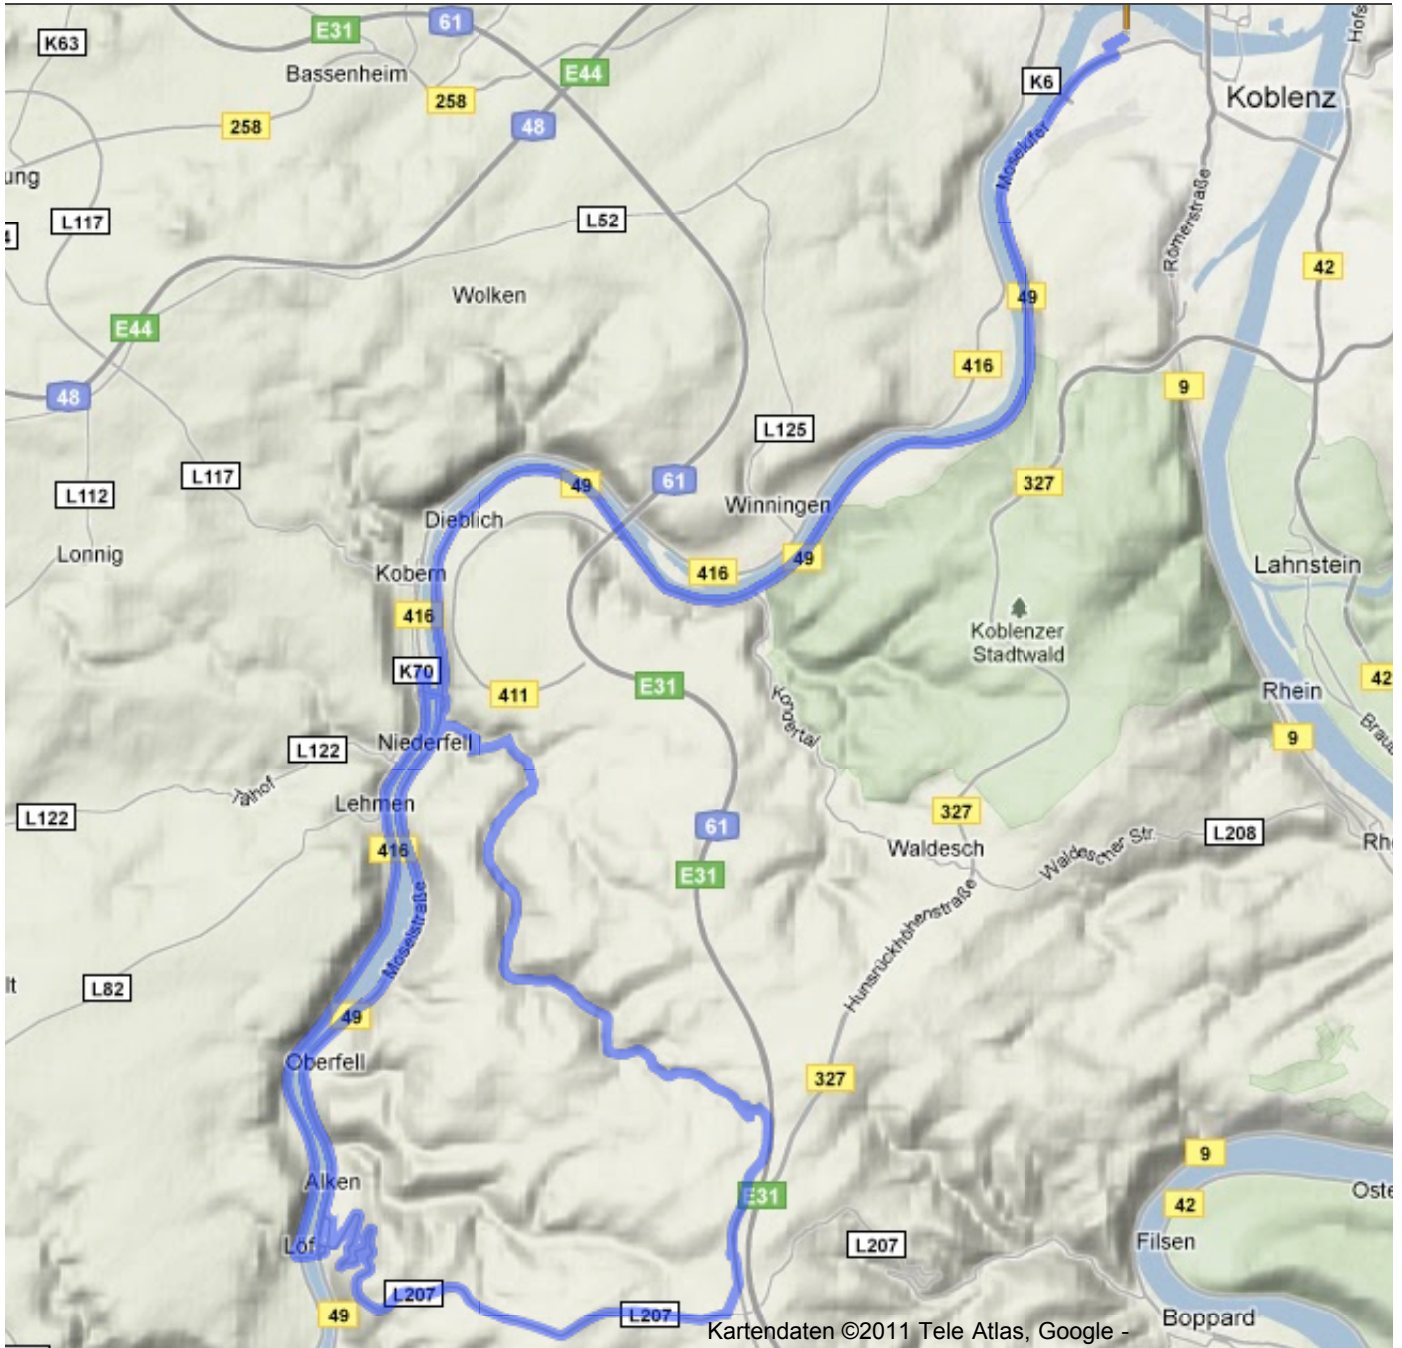 E31
61
K63
Bassenheim
E44
258
258
48
K6
Koblenz
Moselufer
L117
L52
Römerstraße
42
Wolken
49
E44
416
48
9
L125
L117
61
49
327
L112
Winningen
Dieblich
Lonnig
Kobern
416
49
Lahnstein
416
Koblenzer
Stadtwald
K70
E31
411
Rhein
42
9
Niederfell
L122
Lehmen
L122
61
327
416
Waldesch
Waldescher Str.
L208
E31
Moselstraße
Hunsrückhöhenstraße
L82
49
Oberfell
327
9
Alken
E31
42
Löf
L207
Filsen
L207
49
L207
Boppard
Kartendaten ©2011 Tele Atlas, Google -